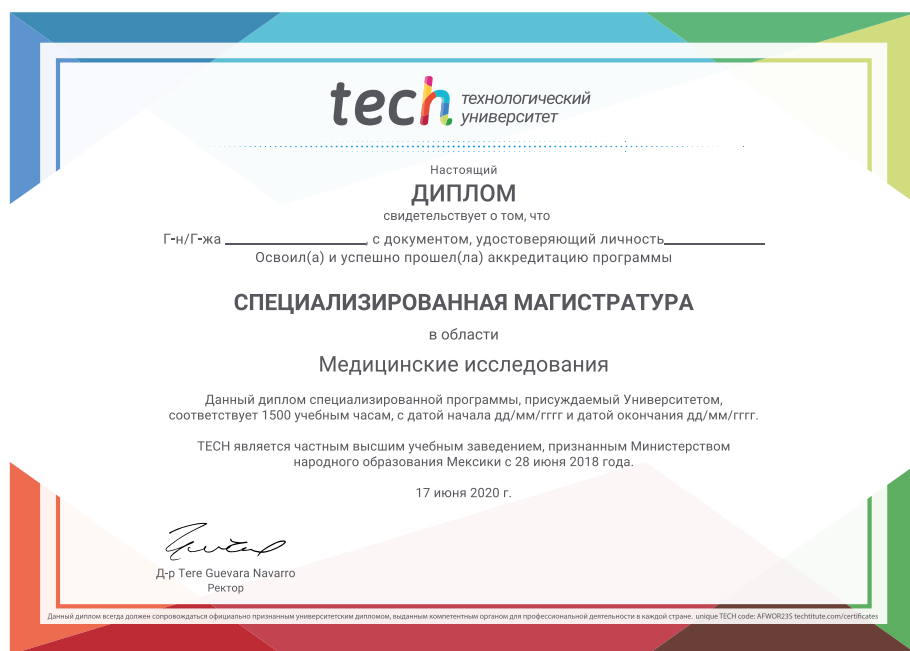 tech технологический
университет
Настоящий
ДИПЛОМ
свидетельствует о том, что
Г-н/Г-жа ____________, с документом, удостоверяющий личность____________
Освоил(а) и успешно прошел(ла) аккредитацию программы
СПЕЦИАЛИЗИРОВАННАЯ МАГИСТРАТУРА
в области
Медицинские исследования
Данный диплом специализированной программы, присуждаемый Университетом,
соответствует 1500 учебным часам, с датой начала дд/мм/гггг и датой окончания дд/мм/гггг.
TECH является частным высшим учебным заведением, признанным Министерством
народного образования Мексики с 28 июня 2018 года.
17 июня 2020 г.
Д-р Tere Guevara Navarro
Ректор
Данный диплом всегда должен сопровождаться официально признанным университетским дипломом, выданным компетентным органом для профессиональной деятельности в каждой стране. unique TECH code: AFWOR23S techtitute.com/certificates